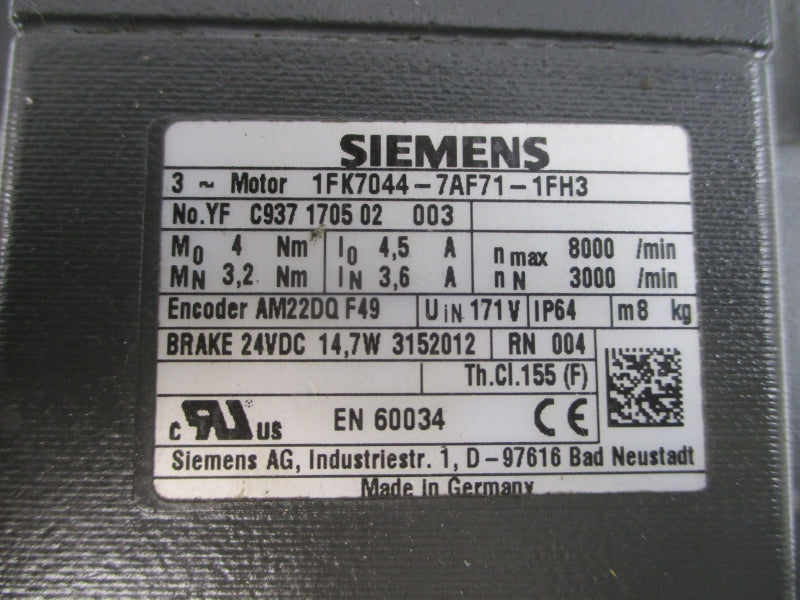 SIEMENS
3 ~ Motor 1FK7044-7AF71-1FH3
No.YF C937 1705 02 003
M0 4 Nm I0 4,5 A n max 8000 /min
MN 3,2 Nm IN 3,6 A n N 3000 /min
Encoder AM22DQ F49 UiN 171 V IP64 m8 kg
BRAKE 24VDC 14,7W 3152012 RN 004
Th.Cl.155 (F)
c RU US EN 60034 CE
Siemens AG, Industriestr. 1, D-97616 Bad Neustadt
Made in Germany